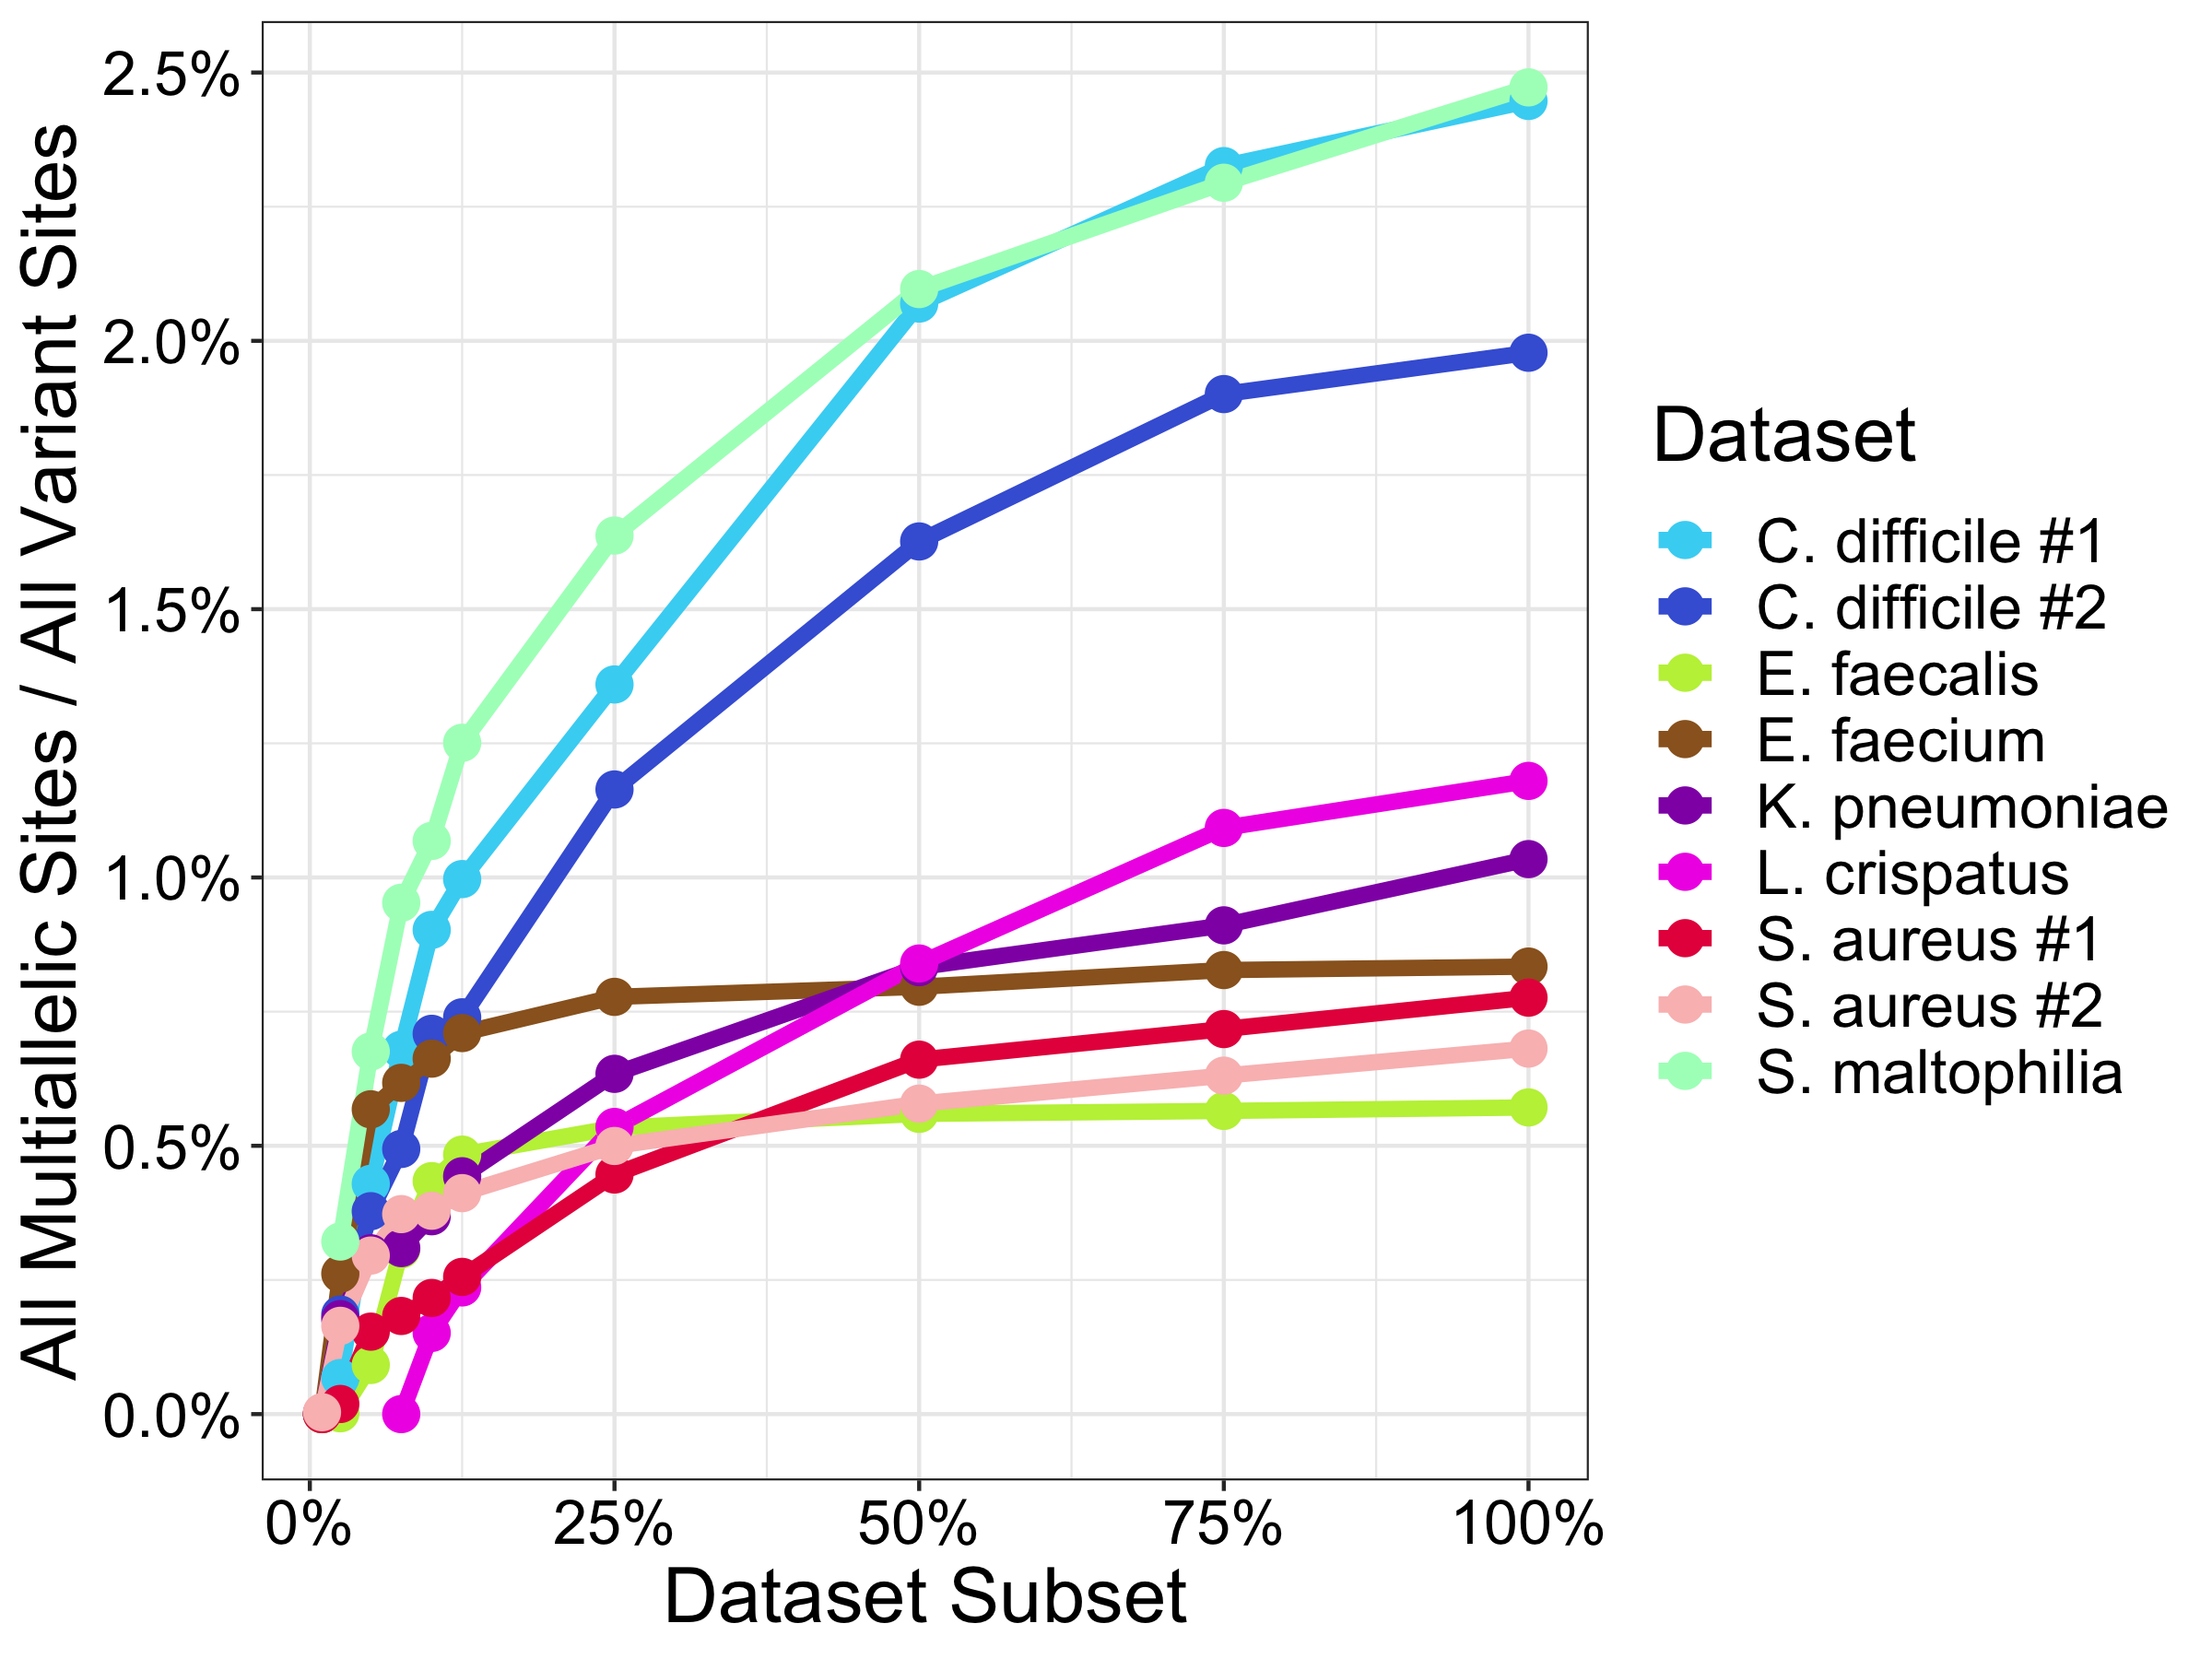 All Multiallelic Sites / All Variant Sites
2.5%
2.0%
1.5%
1.0%
0.5%
0.0%
0%
25%
50%
75%
100%
Dataset Subset
Dataset
C. difficile #1
C. difficile #2
E. faecalis
E. faecium
K. pneumoniae
L. crispatus
S. aureus #1
S. aureus #2
S. maltophilia